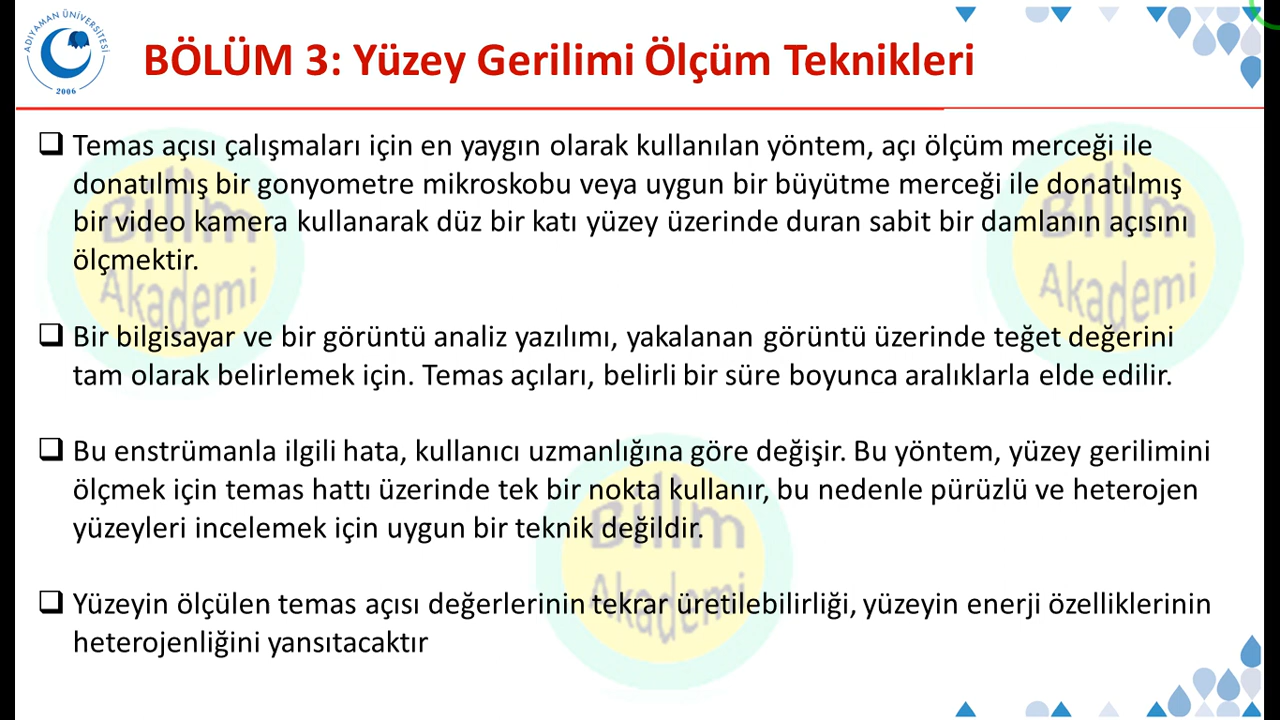 ADIYAMAN ÜNİVERSİTESİ
2006
BÖLÜM 3: Yüzey Gerilimi Ölçüm Teknikleri
Temas açısı çalışmaları için en yaygın olarak kullanılan yöntem, açı ölçüm merceği ile
donatılmış bir gonyometre mikroskobu veya uygun bir büyütme merceği ile donatılmış
bir video kamera kullanarak düz bir katı yüzey üzerinde duran sabit bir damlanın açısını
ölçmektir.
Bir bilgisayar ve bir görüntü analiz yazılımı, yakalanan görüntü üzerinde teğet değerini
tam olarak belirlemek için. Temas açıları, belirli bir süre boyunca aralıklarla elde edilir.
Bu enstrümanla ilgili hata, kullanıcı uzmanlığına göre değişir. Bu yöntem, yüzey gerilimini
ölçmek için temas hattı üzerinde tek bir nokta kullanır, bu nedenle pürüzlü ve heterojen
yüzeyleri incelemek için uygun bir teknik değildir.
Yüzeyin ölçülen temas açısı değerlerinin tekrar üretilebilirliği, yüzeyin enerji özelliklerinin
heterojenliğini yansıtacaktır
Bilim
Akademi
Bilim
Akademi
Bilim
Akademi